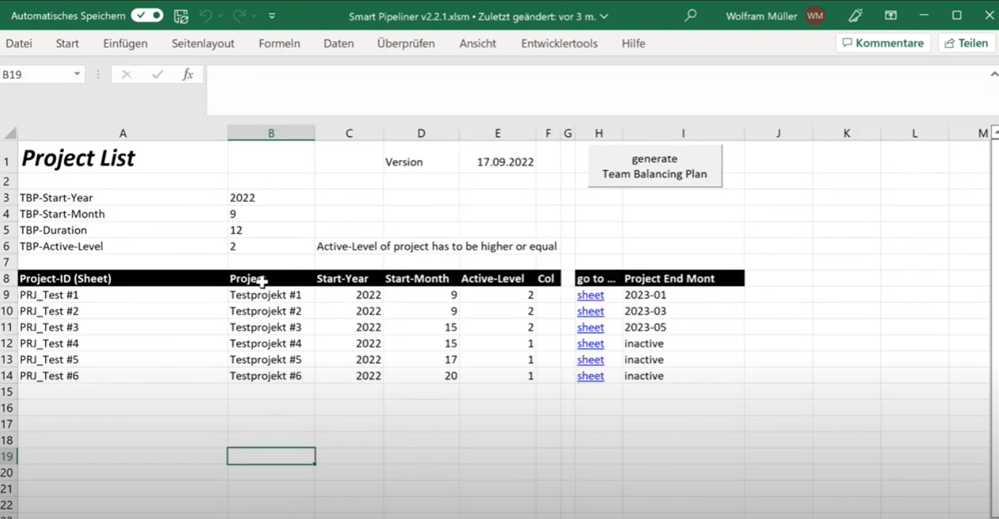 Automatisches Speichern Smart Pipeliner v2.2.1.xlsm • Zuletzt geändert: vor 3 m. Wolfram Müller WM
Datei Start Einfügen Seitenlayout Formeln Daten Überprüfen Ansicht Entwicklertools Hilfe Kommentare Teilen
B19 fx
A B C D E F G H I J K L M
1 Project List Version 17.09.2022 generate
Team Balancing Plan
2
3 TBP-Start-Year 2022
4 TBP-Start-Month 9
5 TBP-Duration 12
6 TBP-Active-Level 2 Active-Level of project has to be higher or equal
7
8 Project-ID (Sheet) Project Start-Year Start-Month Active-Level Col go to ... Project End Mont
9 PRJ_Test #1 Testprojekt #1 2022 9 2 sheet 2023-01
10 PRJ_Test #2 Testprojekt #2 2022 9 2 sheet 2023-03
11 PRJ_Test #3 Testprojekt #3 2022 15 2 sheet 2023-05
12 PRJ_Test #4 Testprojekt #4 2022 15 1 sheet inactive
13 PRJ_Test #5 Testprojekt #5 2022 17 1 sheet inactive
14 PRJ_Test #6 Testprojekt #6 2022 20 1 sheet inactive
15
16
17
18
19
20
21
22